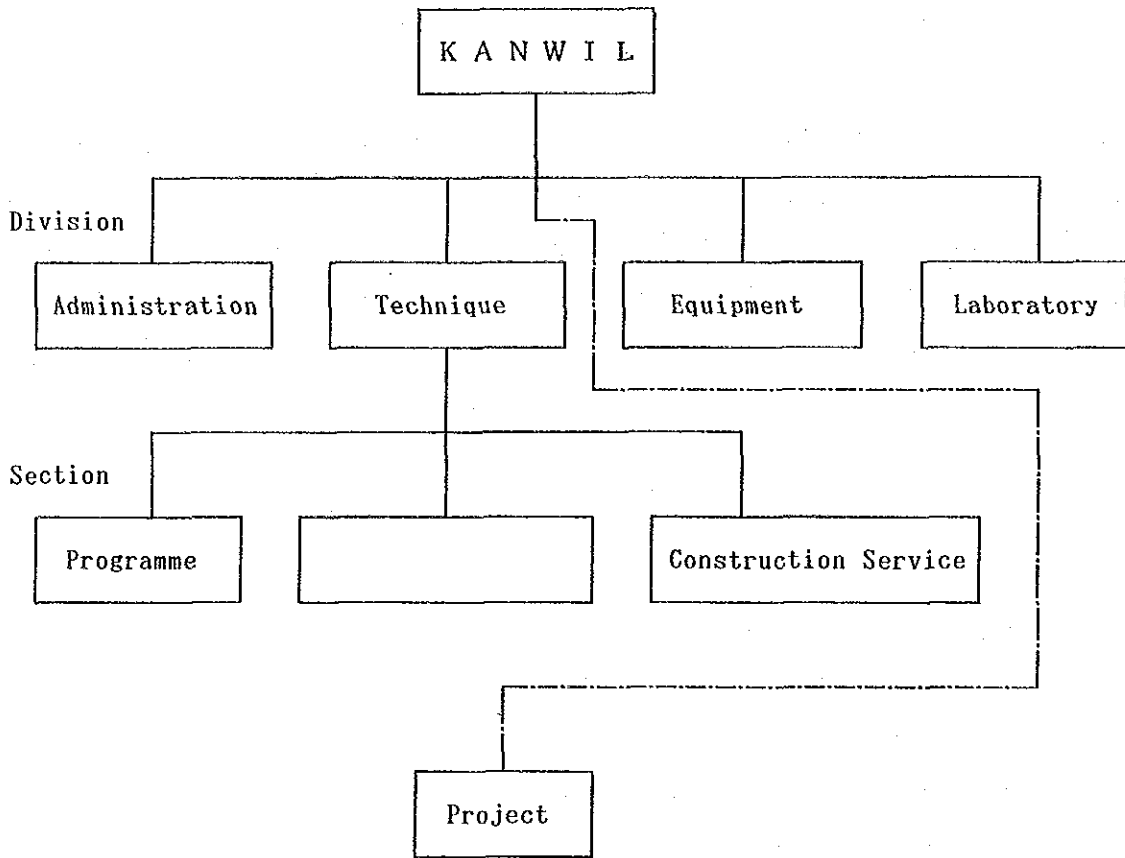 K A N W I L
Division
Administration
Technique
Equipment
Laboratory
Section
Programme
Construction Service
Project